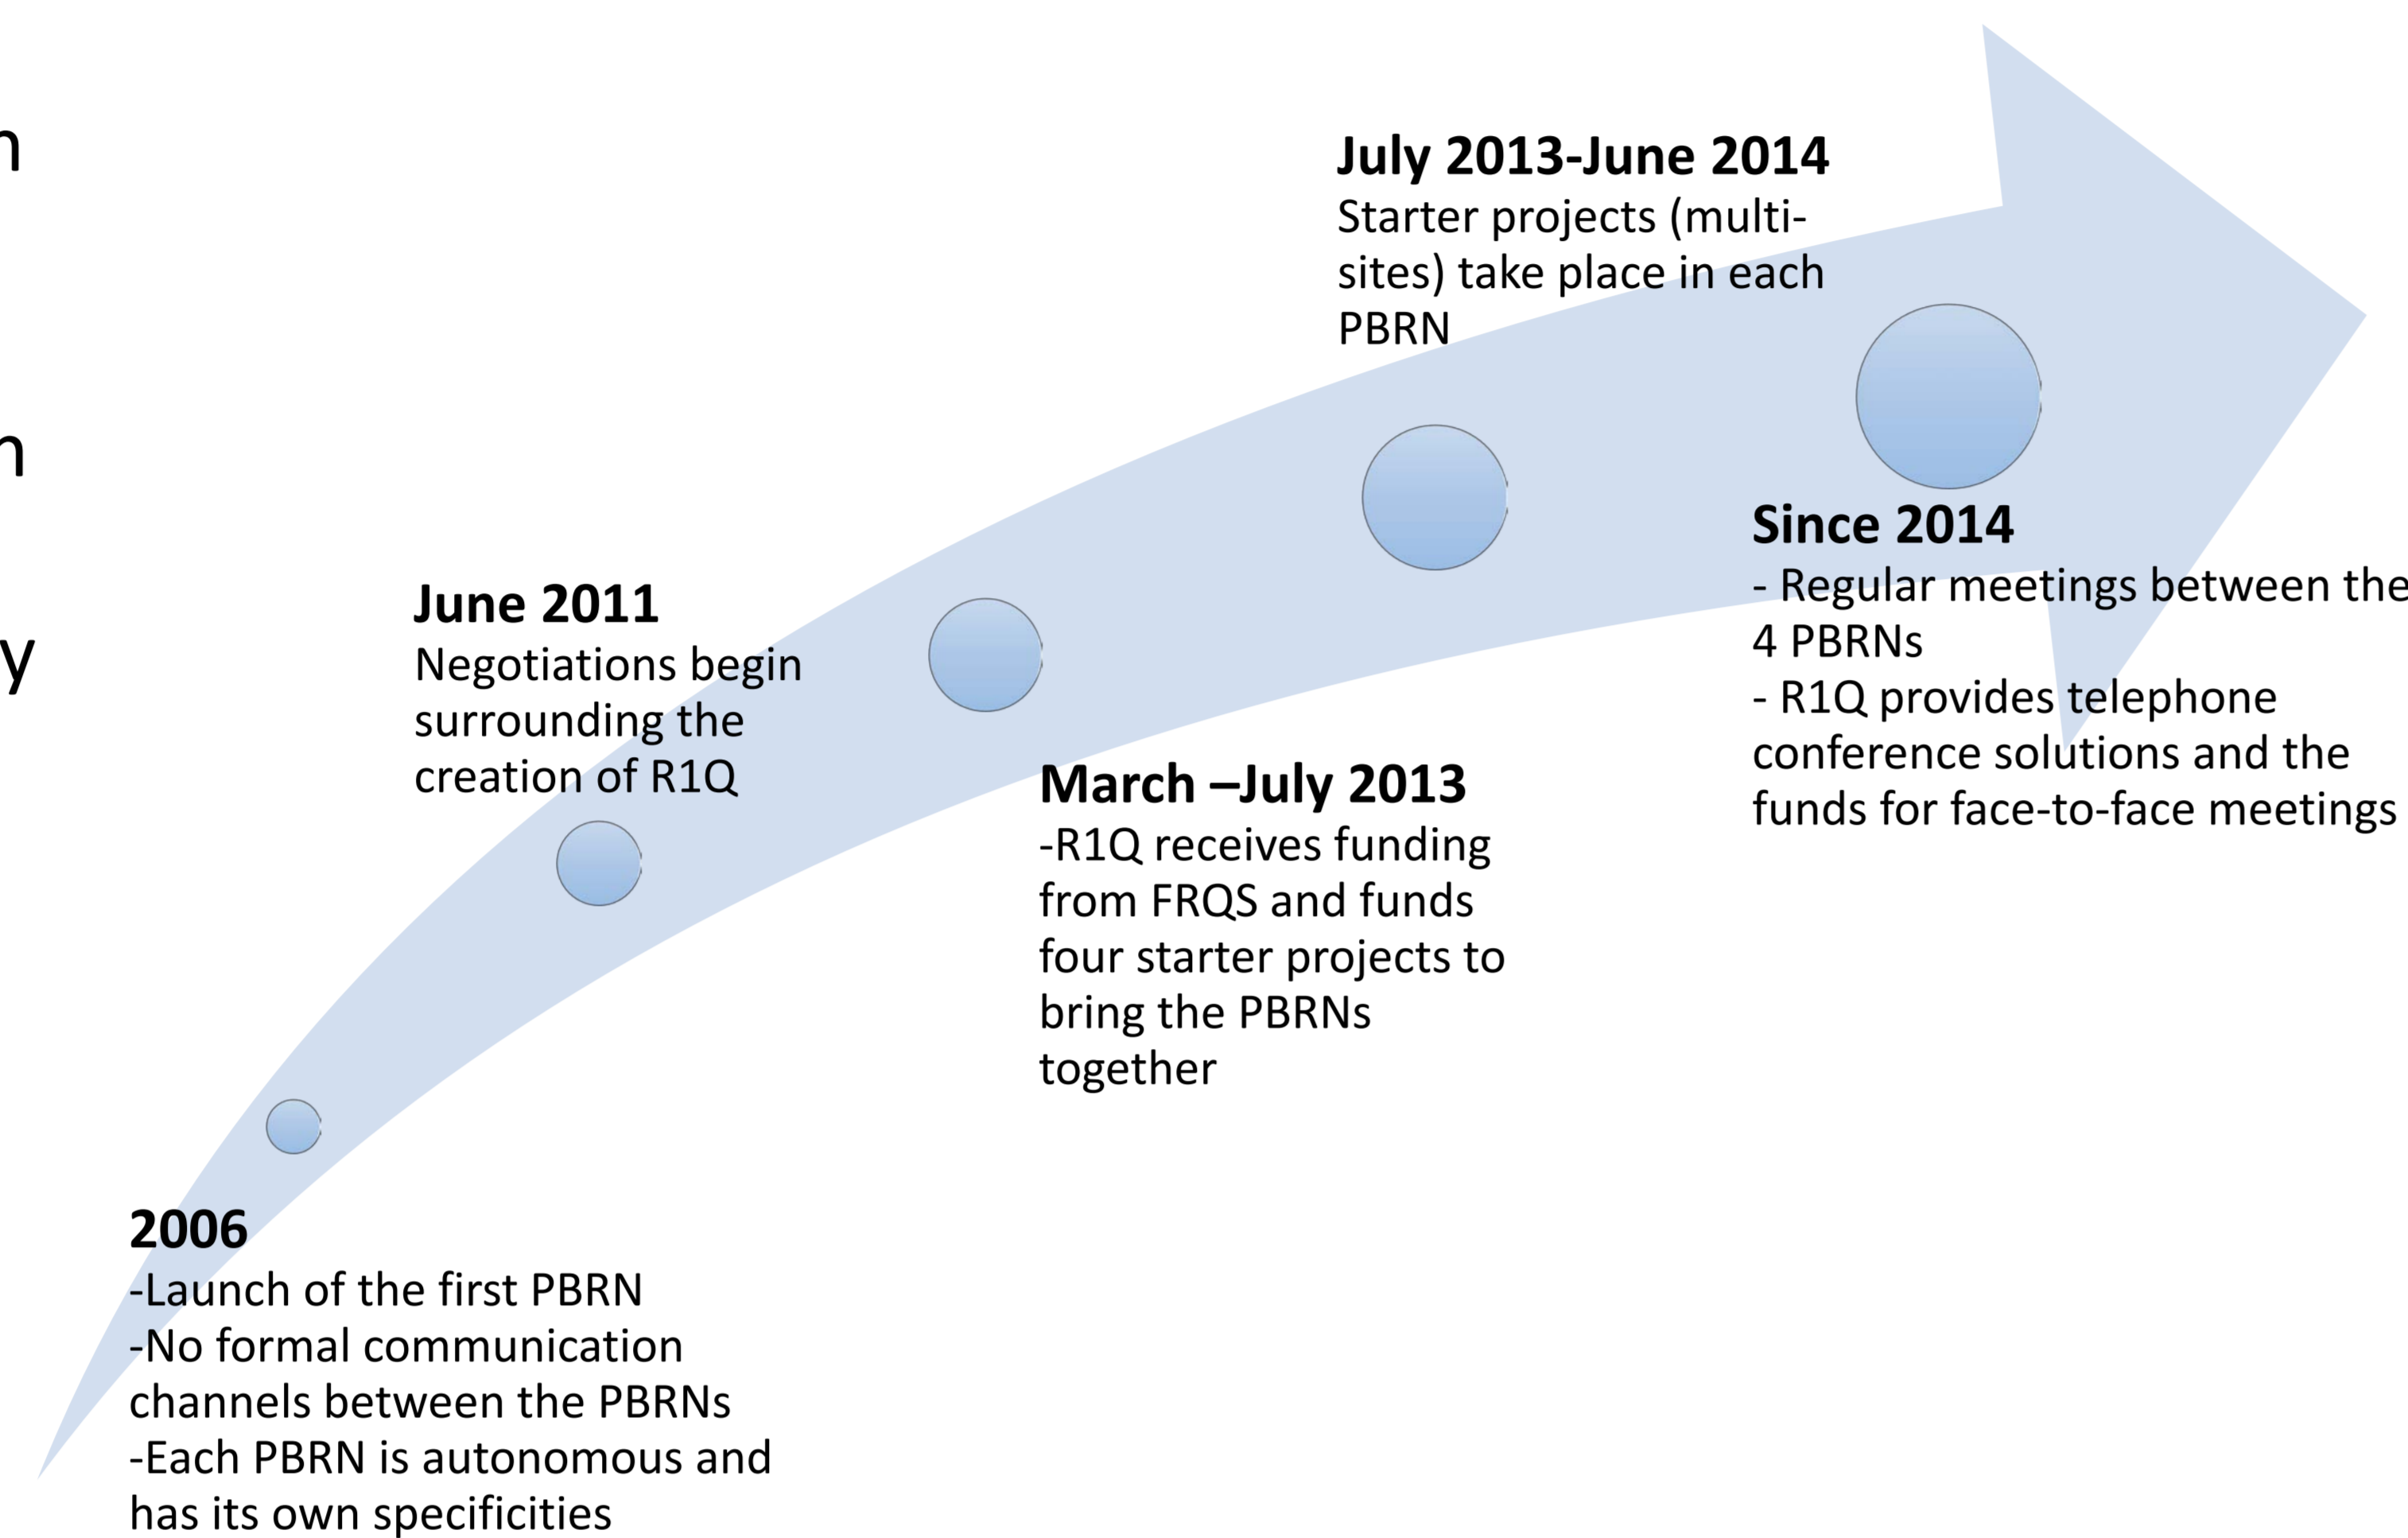 n
n
y
July 2013-June 2014
Starter projects (multi-
sites) take place in each
PBRN
Since 2014
- Regular meetings between the
4 PBRNs
- R1Q provides telephone
conference solutions and the
funds for face-to-face meetings
June 2011
Negotiations begin
surrounding the
creation of R1Q
March –July 2013
-R1Q receives funding
from FRQS and funds
four starter projects to
bring the PBRNs
together
2006
-Launch of the first PBRN
-No formal communication
channels between the PBRNs
-Each PBRN is autonomous and
has its own specificities